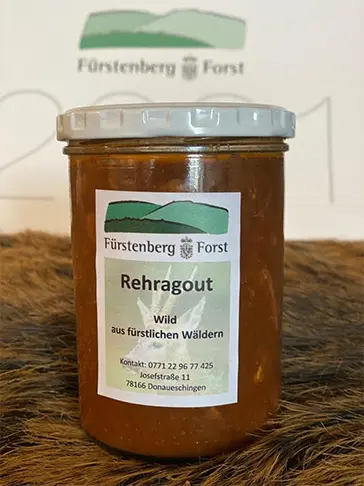 Fürstenberg Forst
2021
Fürstenberg Forst
Rehragout
Wild
aus fürstlichen Wäldern
Kontakt: 0771 22 96 77 425
Josefstraße 11
78166 Donaueschingen